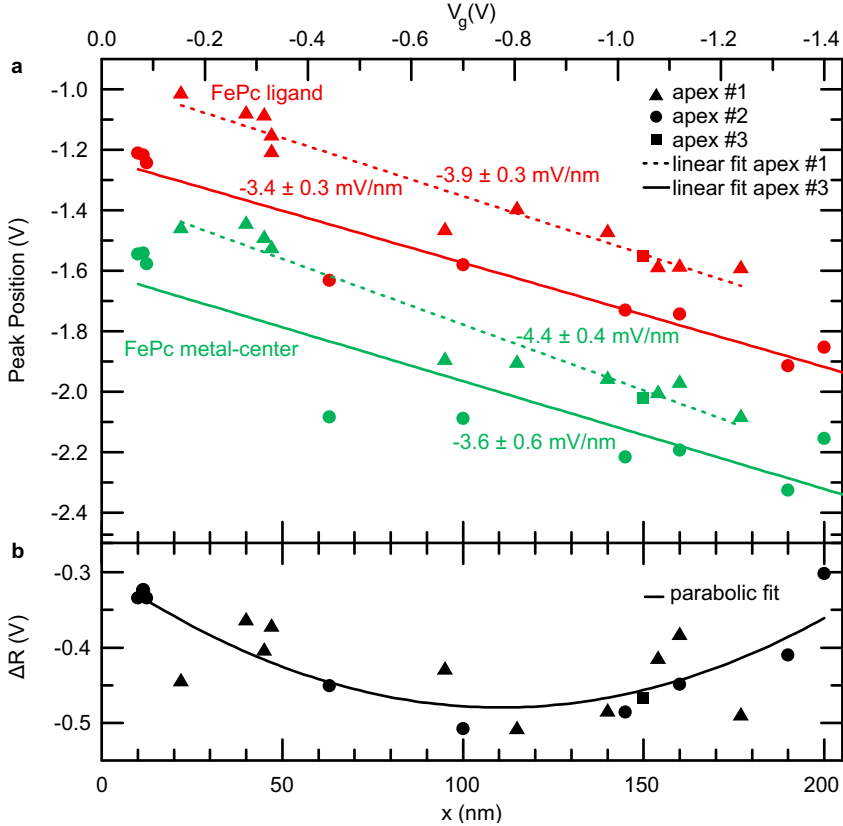 V_g(V)
0.0 -0.2 -0.4 -0.6 -0.8 -1.0 -1.2 -1.4
a
-1.0
-1.2
-1.4
-1.6
-1.8
-2.0
-2.2
-2.4
Peak Position (V)
FePc ligand
apex #1
apex #2
apex #3
linear fit apex #1
linear fit apex #3
-3.9 ± 0.3 mV/nm
-3.4 ± 0.3 mV/nm
-4.4 ± 0.4 mV/nm
FePc metal-center
-3.6 ± 0.6 mV/nm
b
-0.3
-0.4
-0.5
ΔR (V)
parabolic fit
0 50 100 150 200
x (nm)